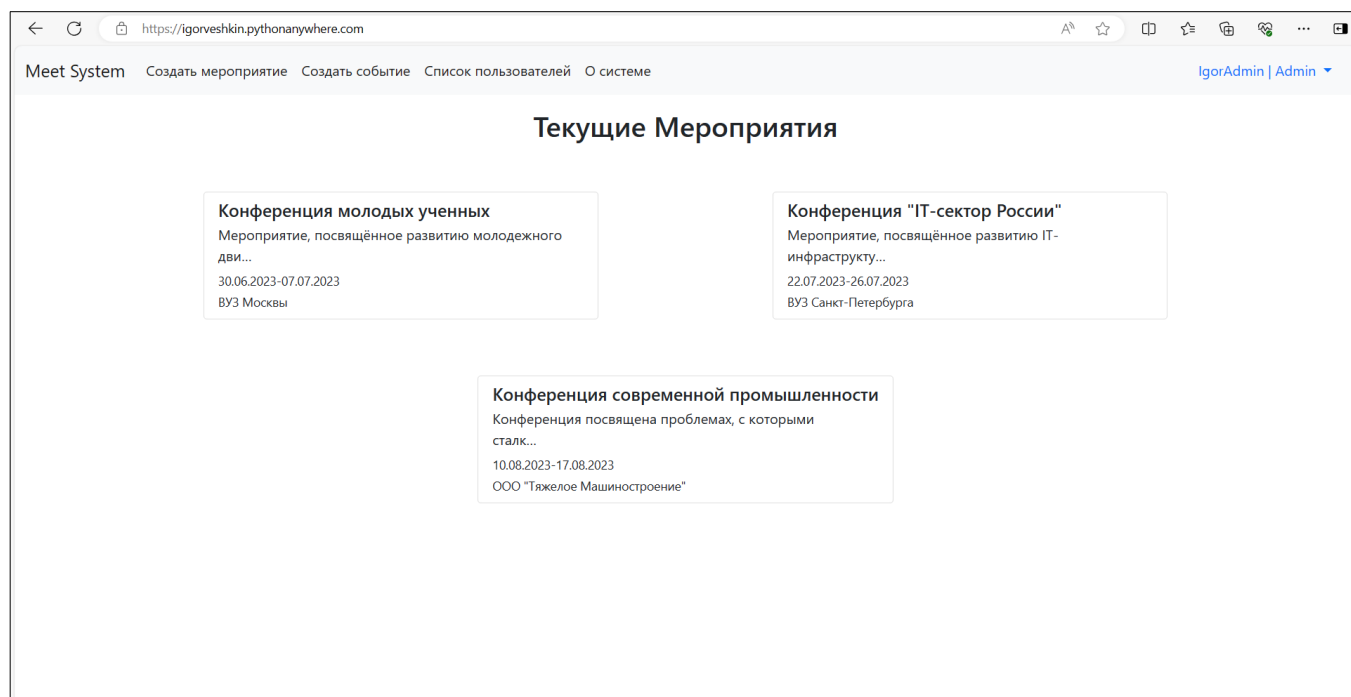 https://igorveshkin.pythonanywhere.com
Meet System Создать мероприятие Создать событие Список пользователей О системе IgorAdmin | Admin
Текущие Мероприятия
Конференция молодых ученных
Мероприятие, посвящённое развитию молодежного
дви...
30.06.2023-07.07.2023
ВУЗ Москвы
Конференция "IT-сектор России"
Мероприятие, посвящённое развитию IT-
инфраструкту...
22.07.2023-26.07.2023
ВУЗ Санкт-Петербурга
Конференция современной промышленности
Конференция посвящена проблемах, с которыми
сталк...
10.08.2023-17.08.2023
ООО "Тяжелое Машиностроение"